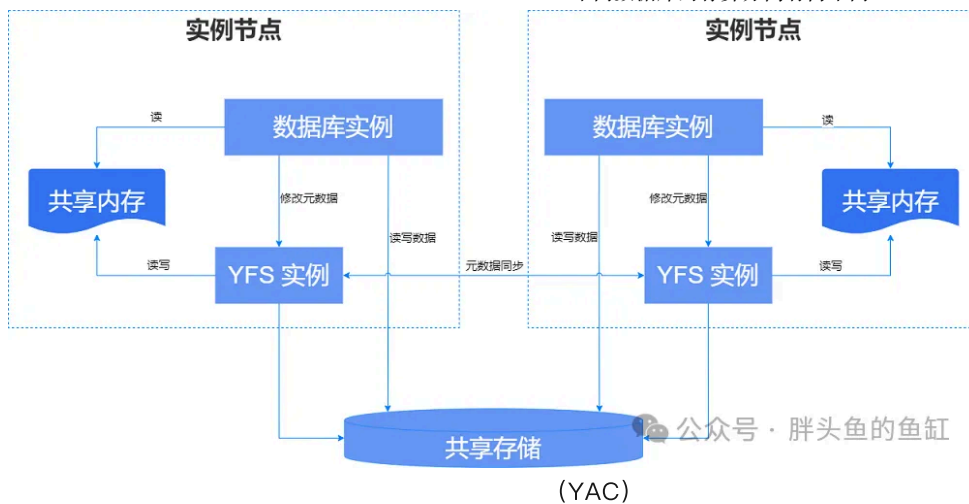 实例节点
实例节点
数据库实例
数据库实例
读
读
共享内存
共享内存
修改元数据
修改元数据
读写数据
读写数据
YFS 实例
YFS 实例
读写
元数据同步
读写
共享存储
公众号 · 胖头鱼的鱼缸
(YAC)